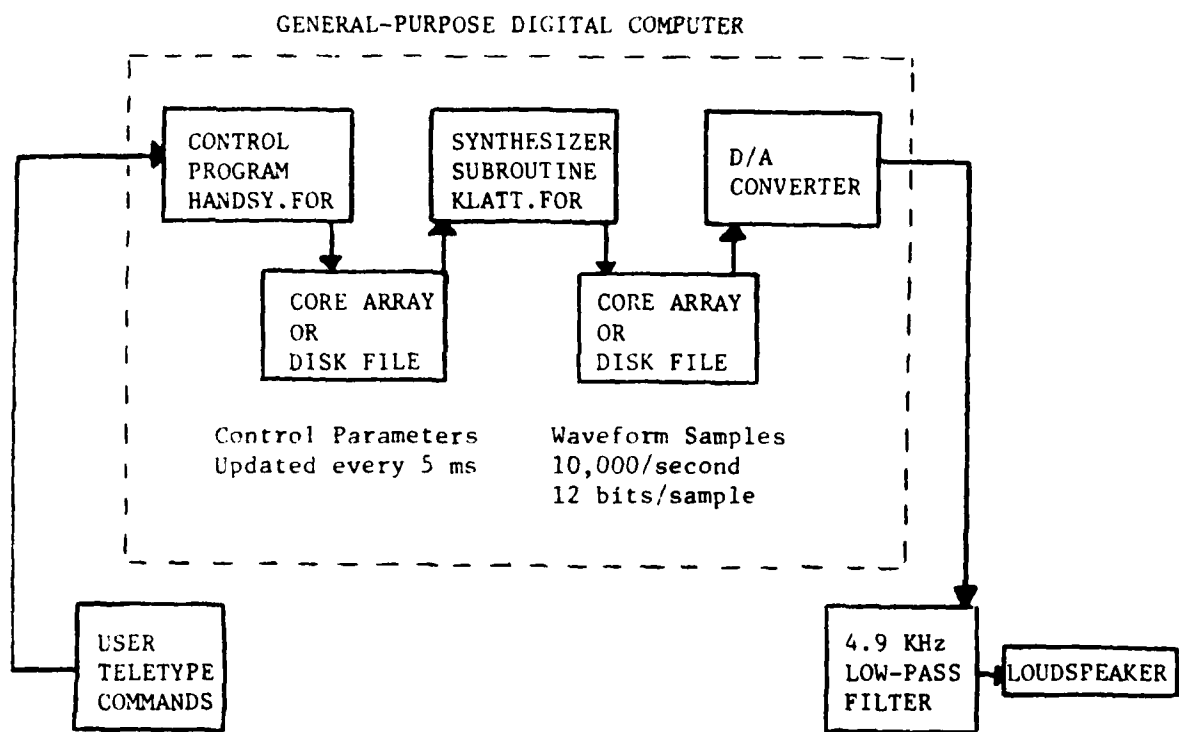 GENERAL-PURPOSE DIGITAL COMPUTER
CONTROL
PROGRAM
HANDSY.FOR
SYNTHESIZER
SUBROUTINE
KLATT.FOR
D/A
CONVERTER
CORE ARRAY
OR
DISK FILE
CORE ARRAY
OR
DISK FILE
Control Parameters
Updated every 5 ms
Waveform Samples
10,000/second
12 bits/sample
USER
TELETYPE
COMMANDS
4.9 KHz
LOW-PASS
FILTER
LOUDSPEAKER